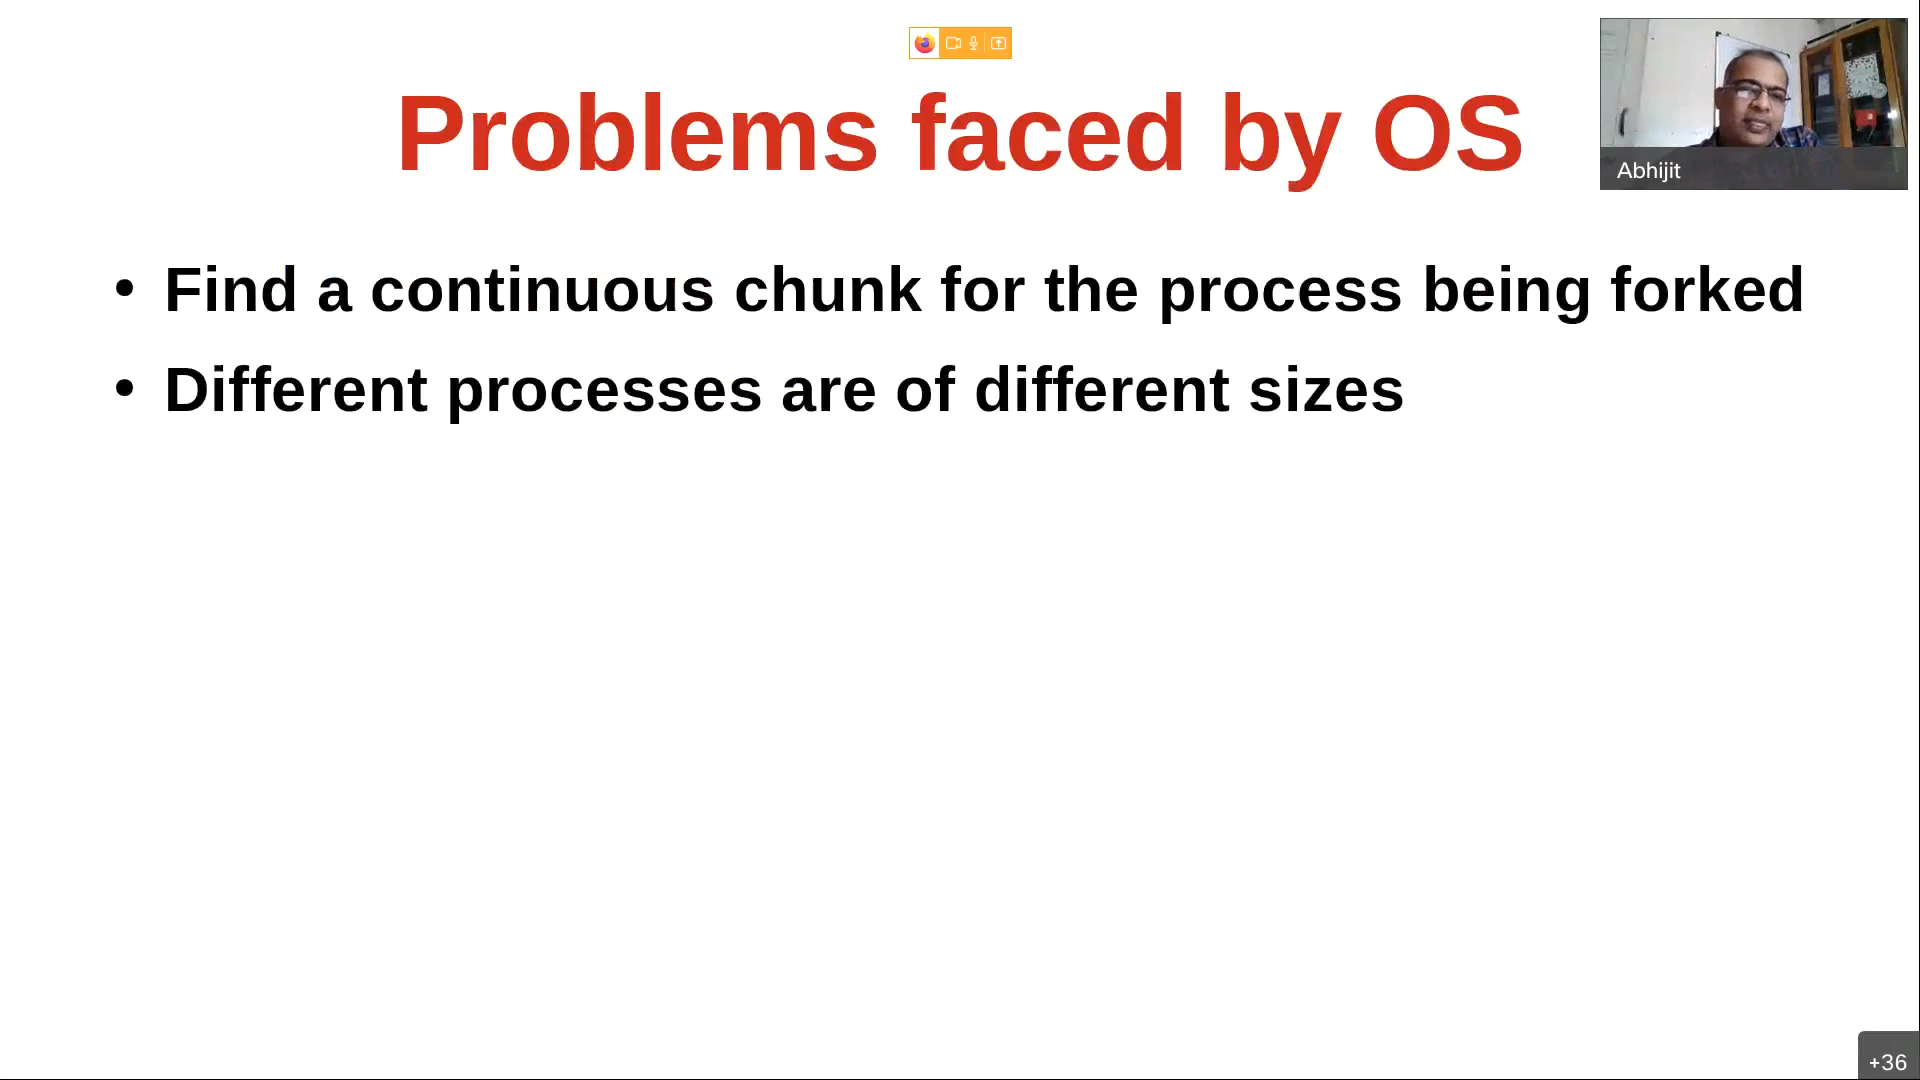 Problems faced by OS
Abhijit
• Find a continuous chunk for the process being forked
• Different processes are of different sizes
+36